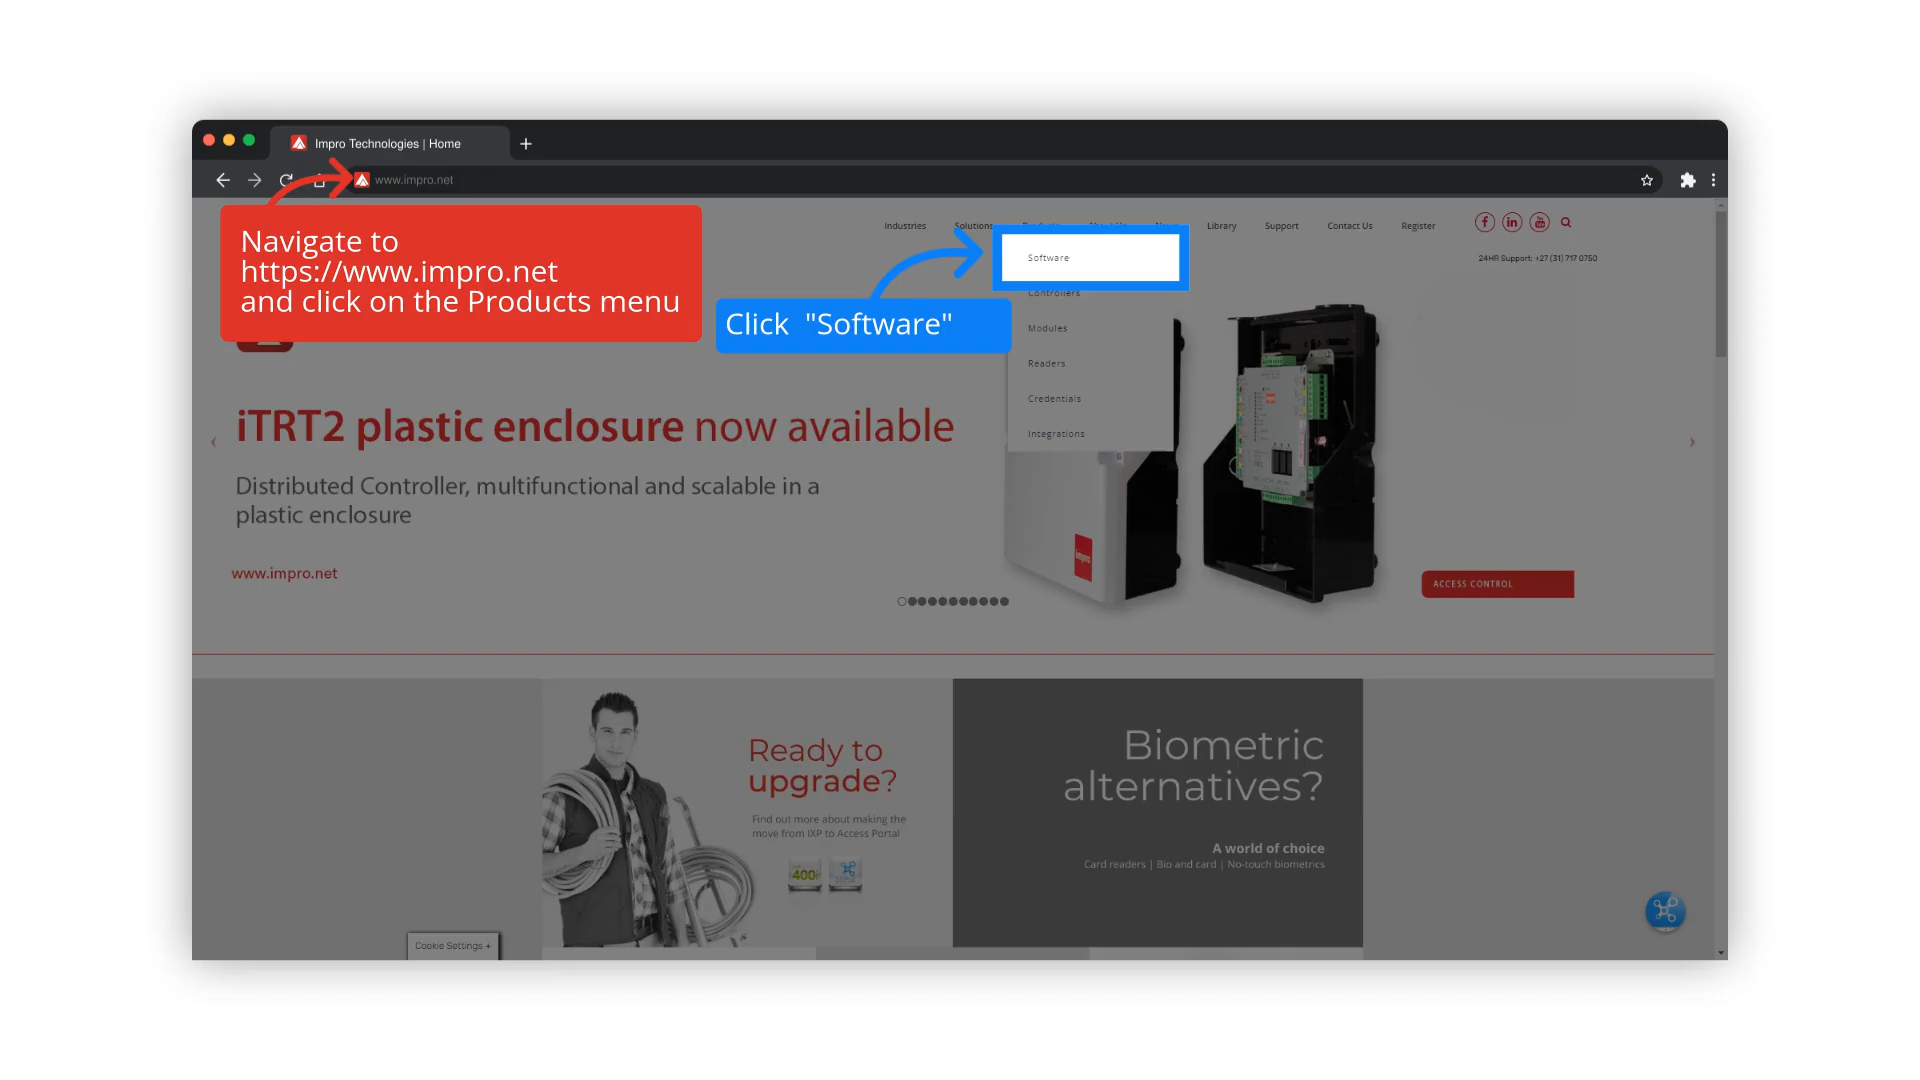 Impro Technologies | Home
www.impro.net
Navigate to
https://www.impro.net
and click on the Products menu
Industries
Solutions
Library
Support
Contact Us
Register
24HR Support: +27 (31) 717 0750
Software
Click "Software"
Controllers
Modules
Readers
Credentials
Integrations
iTRT2 plastic enclosure now available
Distributed Controller, multifunctional and scalable in a
plastic enclosure
www.impro.net
impro
ACCESS CONTROL
Ready to
upgrade?
Find out more about making the
move from IXP to Access Portal
400i
Biometric
alternatives?
A world of choice
Card readers | Bio and card | No-touch biometrics
Cookie Settings +